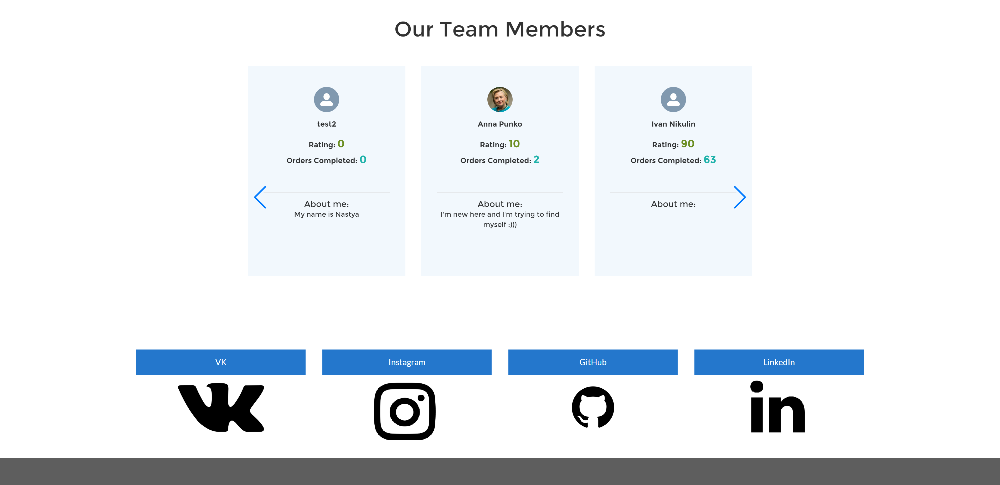 Our Team Members
test2
Rating: 0
Orders Completed: 0
About me:
My name is Nastya
Anna Punko
Rating: 10
Orders Completed: 2
About me:
I'm new here and I'm trying to find
myself :)))
Ivan Nikulin
Rating: 90
Orders Completed: 63
About me:
VK
Instagram
GitHub
LinkedIn
VK
in